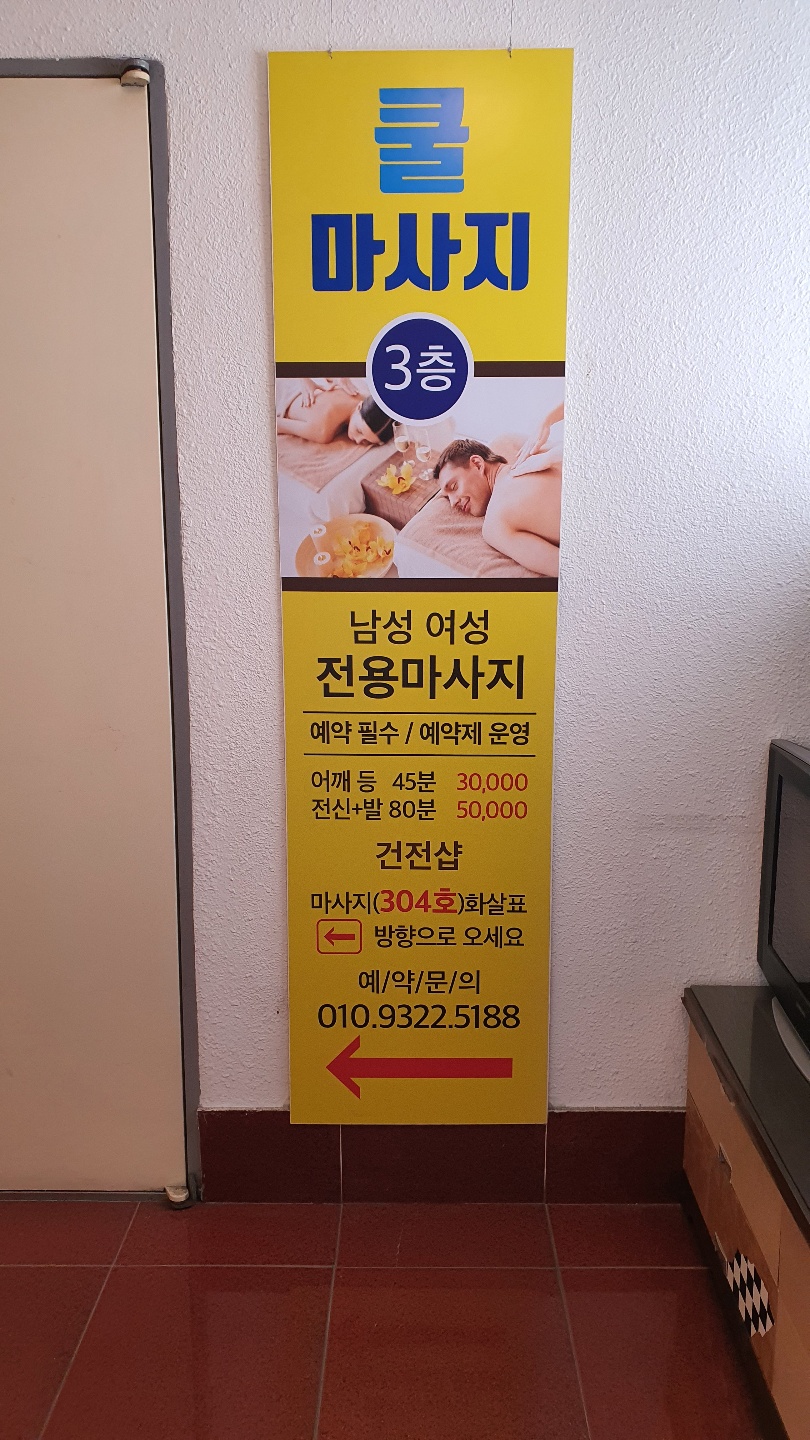 쿨
마사지
3층
남성 여성
전용마사지
예약 필수 / 예약제 운영
어깨 등 45분 30,000
전신+발 80분 50,000
건전샵
마사지(304호)화살표
← 방향으로 오세요
예/약/문/의
010.9322.5188